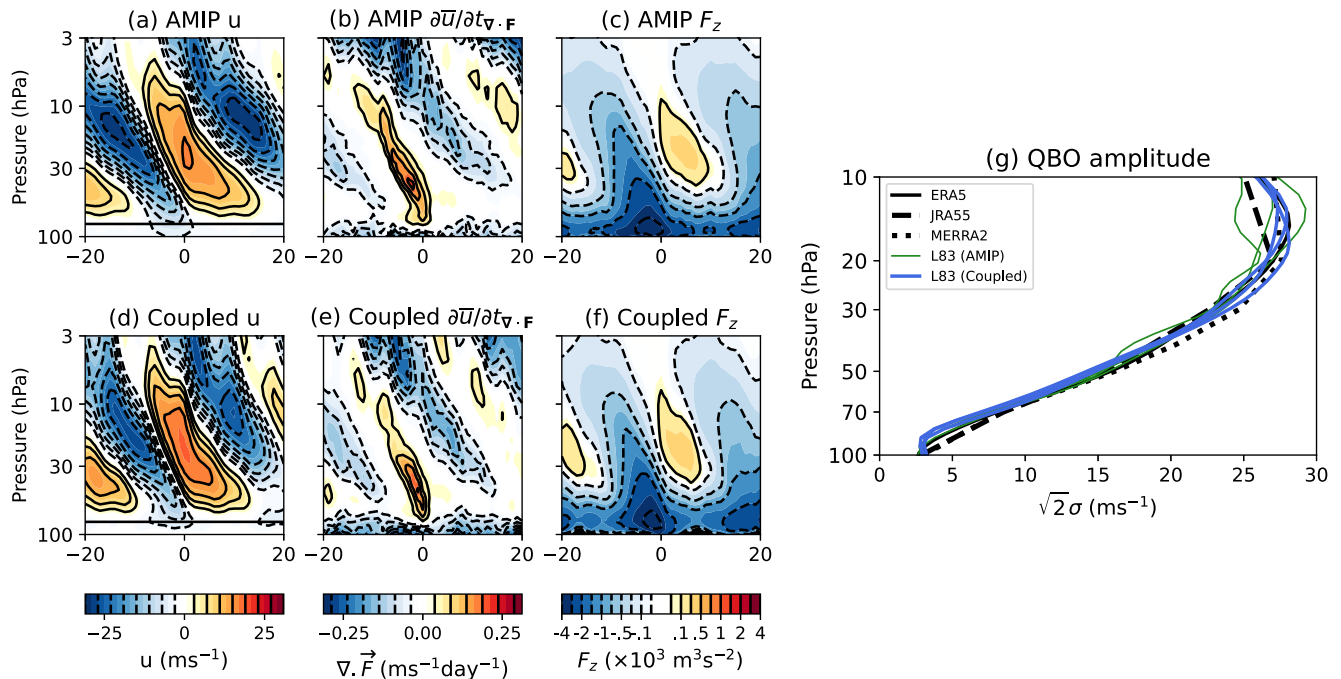 (a) AMIP u
(b) AMIP ∂u̅/∂t∇·F
(c) AMIP Fz
Pressure (hPa)
3
10
30
100
−20
0
20
−20
0
20
−20
0
20
(d) Coupled u
(e) Coupled ∂u̅/∂t∇·F
(f) Coupled Fz
Pressure (hPa)
3
10
30
100
−20
0
20
−20
0
20
−20
0
20
−25
0
25
u (ms⁻¹)
−0.25
0.00
0.25
∇.F⃗ (ms⁻¹day⁻¹)
-4
-2
-1
-.5
-.1
.1
.5
1
2
4
Fz (×10³ m³s⁻²)
(g) QBO amplitude
Pressure (hPa)
10
20
30
50
70
100
ERA5
JRA55
MERRA2
L83 (AMIP)
L83 (Coupled)
0
5
10
15
20
25
30
√2σ (ms⁻¹)